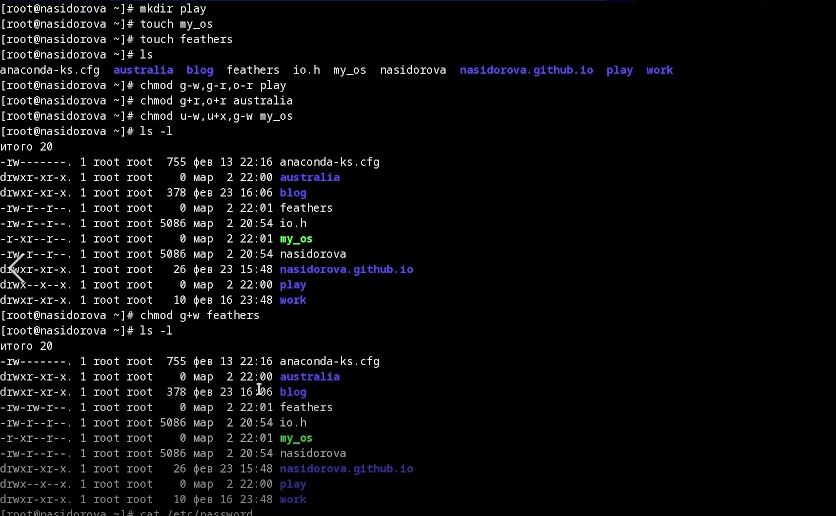 [root@nasidorova ~]# mkdir play
[root@nasidorova ~]# touch my_os
[root@nasidorova ~]# touch feathers
[root@nasidorova ~]# ls
anaconda-ks.cfg  australia  blog  feathers  io.h  my_os  nasidorova  nasidorova.github.io  play  work
[root@nasidorova ~]# chmod g-w,g-r,o-r play
[root@nasidorova ~]# chmod g+r,o+r australia
[root@nasidorova ~]# chmod u-w,u+x,g-w my_os
[root@nasidorova ~]# ls -l
итого 20
-rw-------. 1 root root  755 фев 13 22:16 anaconda-ks.cfg
drwxr-xr-x. 1 root root    0 мар  2 22:00 australia
drwxr-xr-x. 1 root root  378 фев 23 16:06 blog
-rw-r--r--. 1 root root    0 мар  2 22:01 feathers
-rw-r--r--. 1 root root 5086 мар  2 20:54 io.h
-r-xr--r--. 1 root root    0 мар  2 22:01 my_os
-rw-r--r--. 1 root root 5086 мар  2 20:54 nasidorova
drwxr-xr-x. 1 root root   26 фев 23 15:48 nasidorova.github.io
drwx--x--x. 1 root root    0 мар  2 22:00 play
drwxr-xr-x. 1 root root   10 фев 16 23:48 work
[root@nasidorova ~]# chmod g+w feathers
[root@nasidorova ~]# ls -l
итого 20
-rw-------. 1 root root  755 фев 13 22:16 anaconda-ks.cfg
drwxr-xr-x. 1 root root    0 мар  2 22:00 australia
drwxr-xr-x. 1 root root  378 фев 23 16:06 blog
-rw-rw-r--. 1 root root    0 мар  2 22:01 feathers
-rw-r--r--. 1 root root 5086 мар  2 20:54 io.h
-r-xr--r--. 1 root root    0 мар  2 22:01 my_os
-rw-r--r--. 1 root root 5086 мар  2 20:54 nasidorova
drwxr-xr-x. 1 root root   26 фев 23 15:48 nasidorova.github.io
drwx--x--x. 1 root root    0 мар  2 22:00 play
drwxr-xr-x. 1 root root   10 фев 16 23:48 work
[root@nasidorova ~]# cat /etc/password